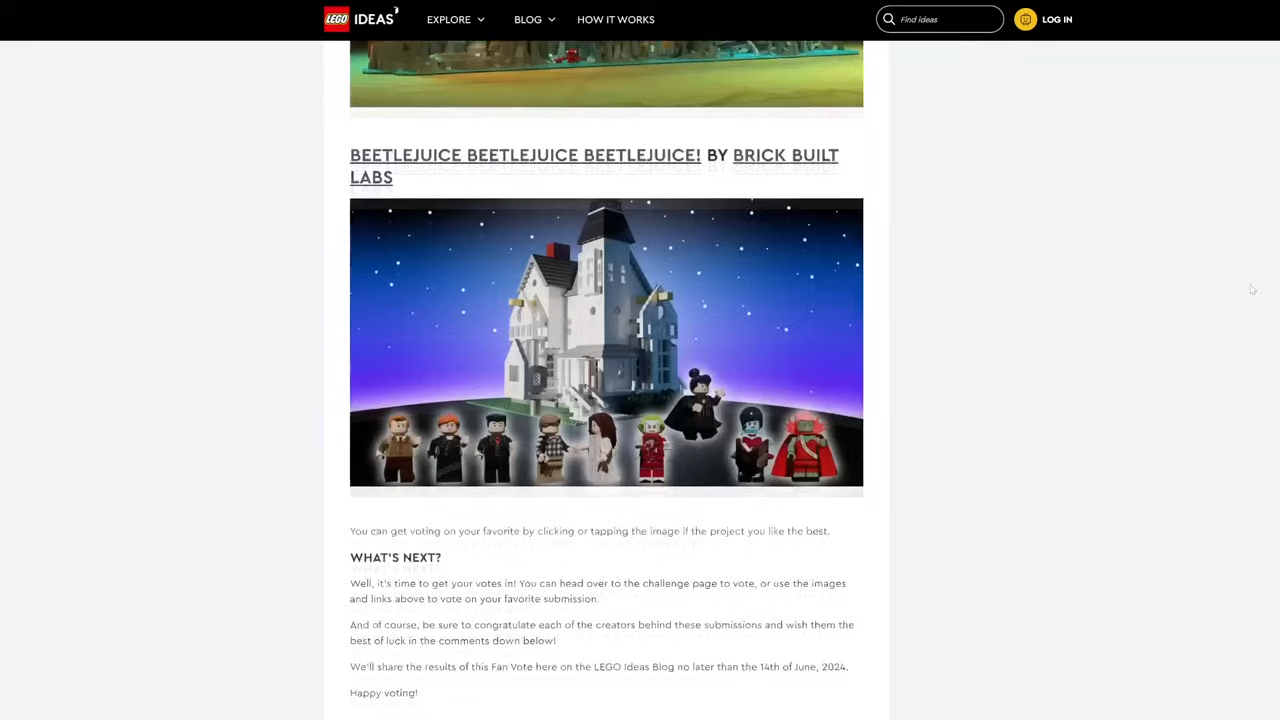 LEGO IDEAS EXPLORE BLOG HOW IT WORKS Find ideas LOG IN
BEETLEJUICE BEETLEJUICE BEETLEJUICE! BY BRICK BUILT
LABS
You can get voting on your favorite by clicking or tapping the image if the project you like the best.
WHAT'S NEXT?
Well, it's time to get your votes in! You can head over to the challenge page to vote, or use the images
and links above to vote on your favorite submission.
And of course, be sure to congratulate each of the creators behind these submissions and wish them the
best of luck in the comments down below!
We'll share the results of this Fan Vote here on the LEGO Ideas Blog no later than the 14th of June, 2024.
Happy voting!